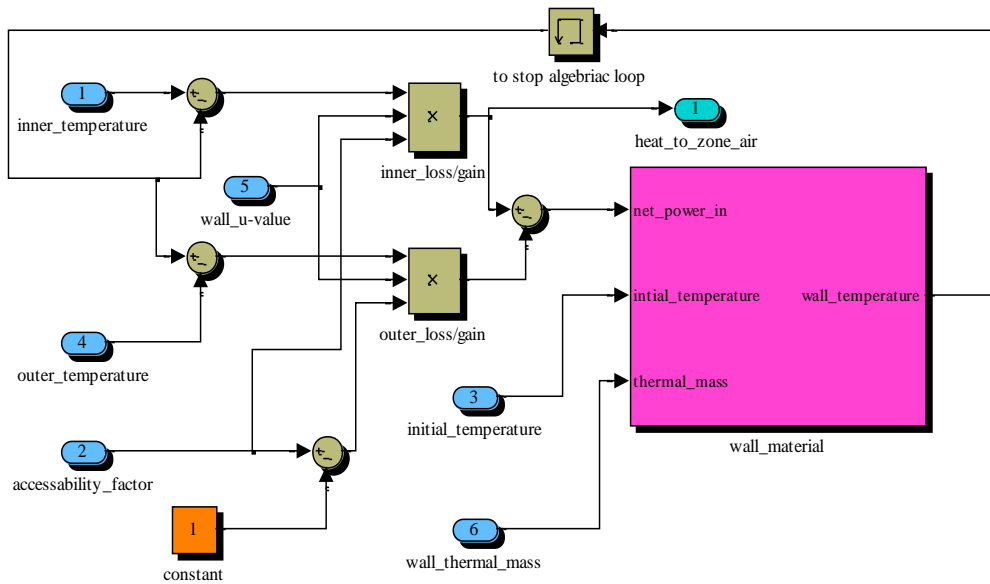 to stop algebriac loop
1
inner_temperature
+
-
x
inner_loss/gain
1
heat_to_zone_air
5
wall_u-value
+
-
net_power_in
+
-
x
outer_loss/gain
intial_temperature
wall_temperature
4
outer_temperature
thermal_mass
3
initial_temperature
wall_material
2
accessability_factor
+
-
1
constant
6
wall_thermal_mass